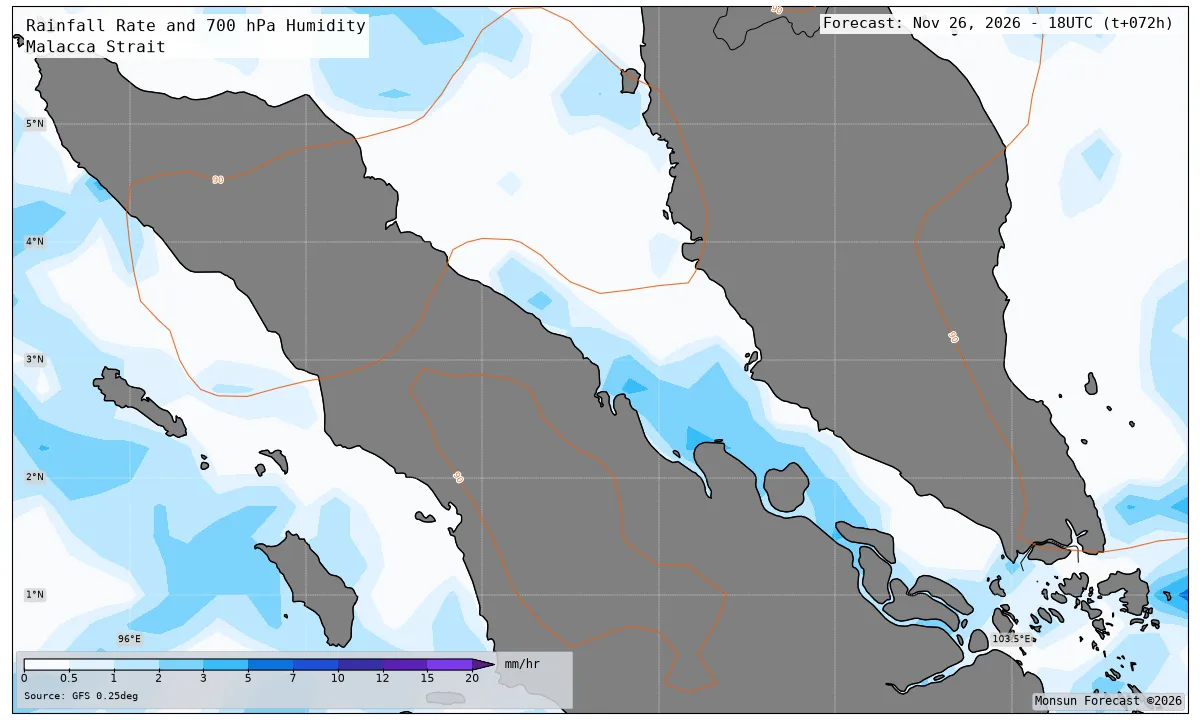 Rainfall Rate and 700 hPa Humidity
Malacca Strait
Forecast: Nov 26, 2026 - 18UTC (t+072h)
90
5°N
90
4°N
90
3°N
2°N
90
1°N
96°E
103.5°E
0 0.5 1 2 3 5 7 10 12 15 20 mm/hr
Source: GFS 0.25deg
Monsun Forecast ©2026